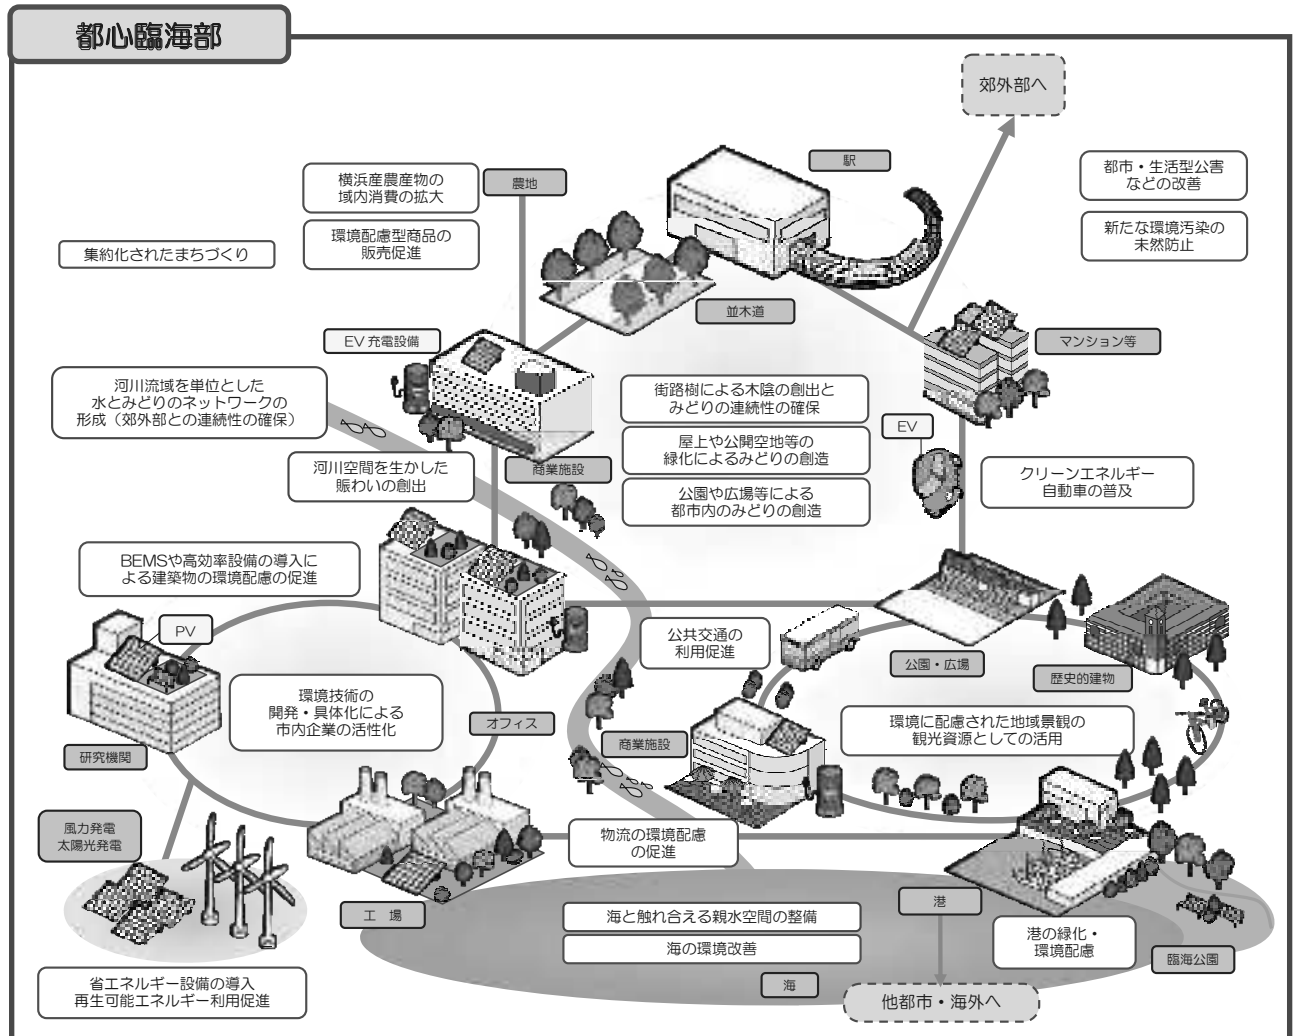 都心臨海部
郊外部へ
駅
都市・生活型公害
などの改善
横浜産農産物の
域内消費の拡大
農地
新たな環境汚染の
未然防止
環境配慮型商品の
販売促進
集約化されたまちづくり
並木道
EV充電設備
マンション等
河川流域を単位とした
水とみどりのネットワークの
形成（郊外部との連続性の確保）
街路樹による木陰の創出と
みどりの連続性の確保
EV
屋上や公開空地等の
緑化によるみどりの創造
河川空間を生かした
賑わいの創出
商業施設
クリーンエネルギー
自動車の普及
公園や広場等による
都市内のみどりの創造
BEMSや高効率設備の導入に
よる建築物の環境配慮の促進
PV
公共交通の
利用促進
公園・広場
歴史的建物
環境技術の
開発・具体化による
市内企業の活性化
オフィス
商業施設
環境に配慮された地域景観の
観光資源としての活用
研究機関
風力発電
太陽光発電
物流の環境配慮
の促進
工 場
海と触れ合える親水空間の整備
港
海の環境改善
港の緑化・
環境配慮
臨海公園
海
省エネルギー設備の導入
再生可能エネルギー利用促進
他都市・海外へ